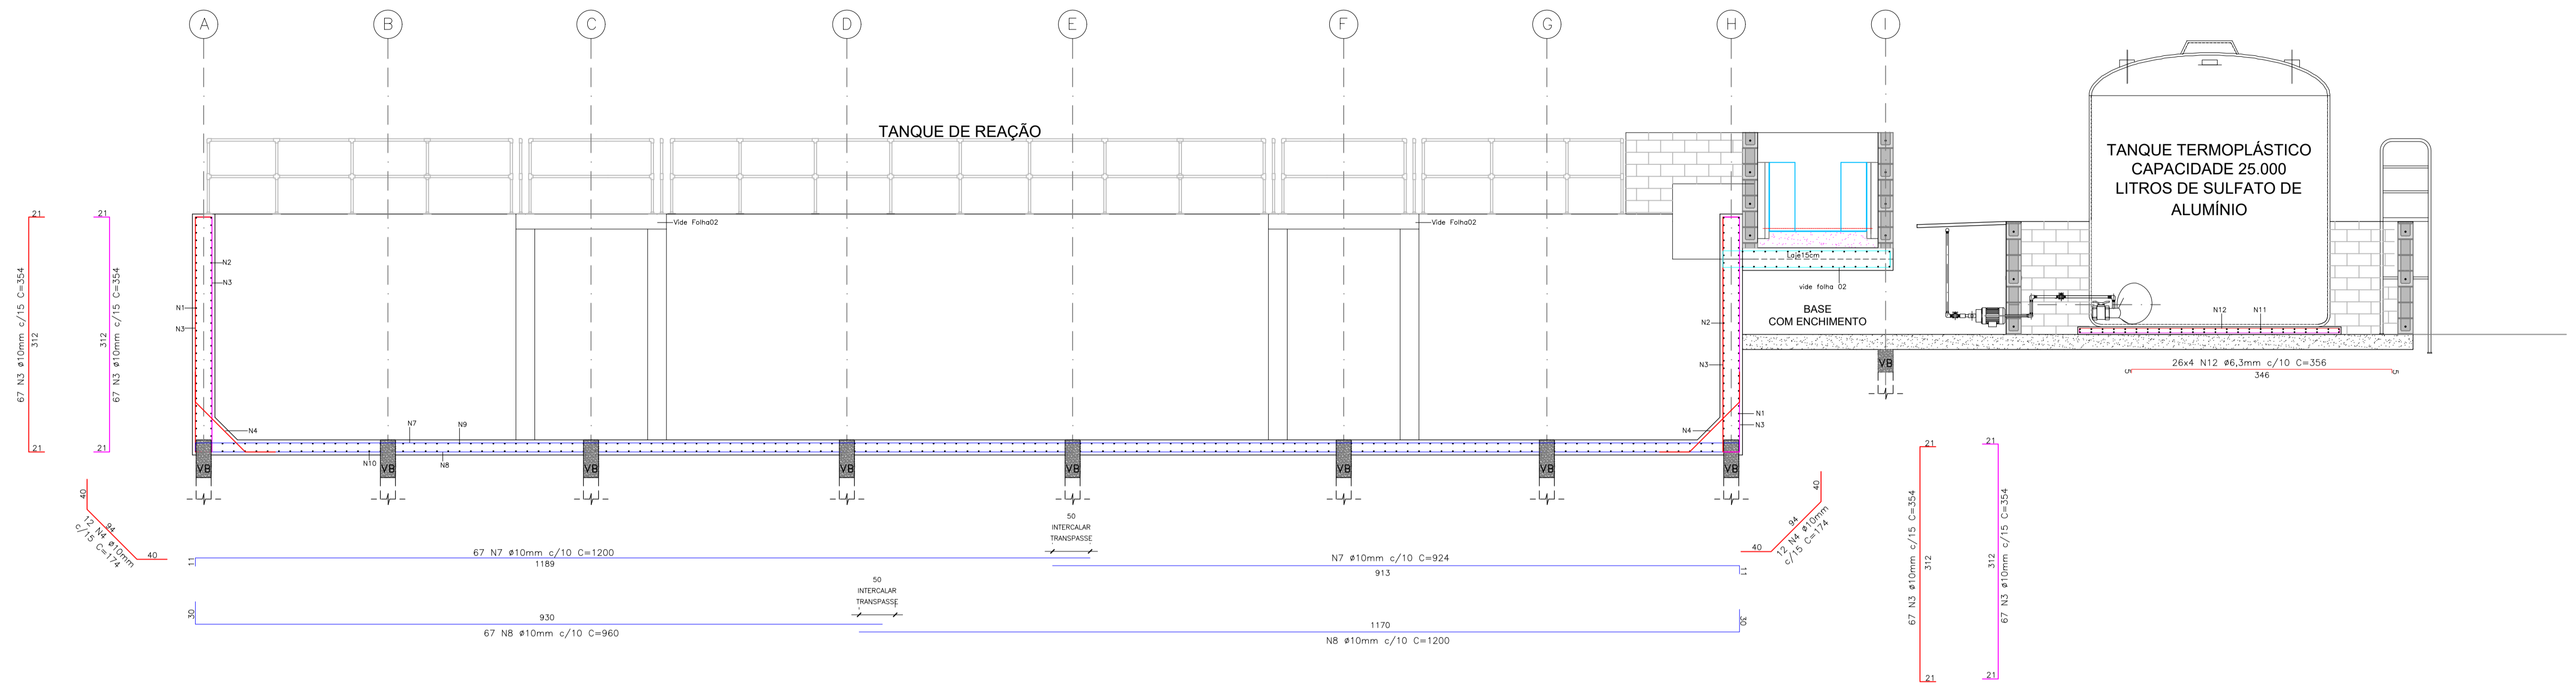 A
B
C
D
E
F
G
H
I
TANQUE DE REAÇÃO
TANQUE TERMOPLÁSTICO
CAPACIDADE 25.000
LITROS DE SULFATO DE
ALUMÍNIO
21
67 N3 ø10mm c/15 C=354
312
21
21
312
67 N3 ø10mm c/15 C=354
21
N2
N3
N1
N3
N4
Vide Folha02
Vide Folha02
N7
N9
N10
N8
Laje15cm
vide folha 02
BASE
COM ENCHIMENTO
N2
N3
N1
N3
N4
N12
N11
VB
VB
VB
VB
VB
VB
VB
VB
VB
26x4 N12 ø6,3mm c/10 C=356
5
346
5
40
94
12 N4 ø10mm
c/15 C=174
40
40
94
12 N4 ø10mm
c/15 C=174
40
50
INTERCALAR
TRANSPASSE
67 N7 ø10mm c/10 C=1200
11
1189
N7 ø10mm c/10 C=924
913
11
50
INTERCALAR
TRANSPASSE
30
930
67 N8 ø10mm c/10 C=960
1170
30
N8 ø10mm c/10 C=1200
21
67 N3 ø10mm c/15 C=354
312
21
21
312
67 N3 ø10mm c/15 C=354
21